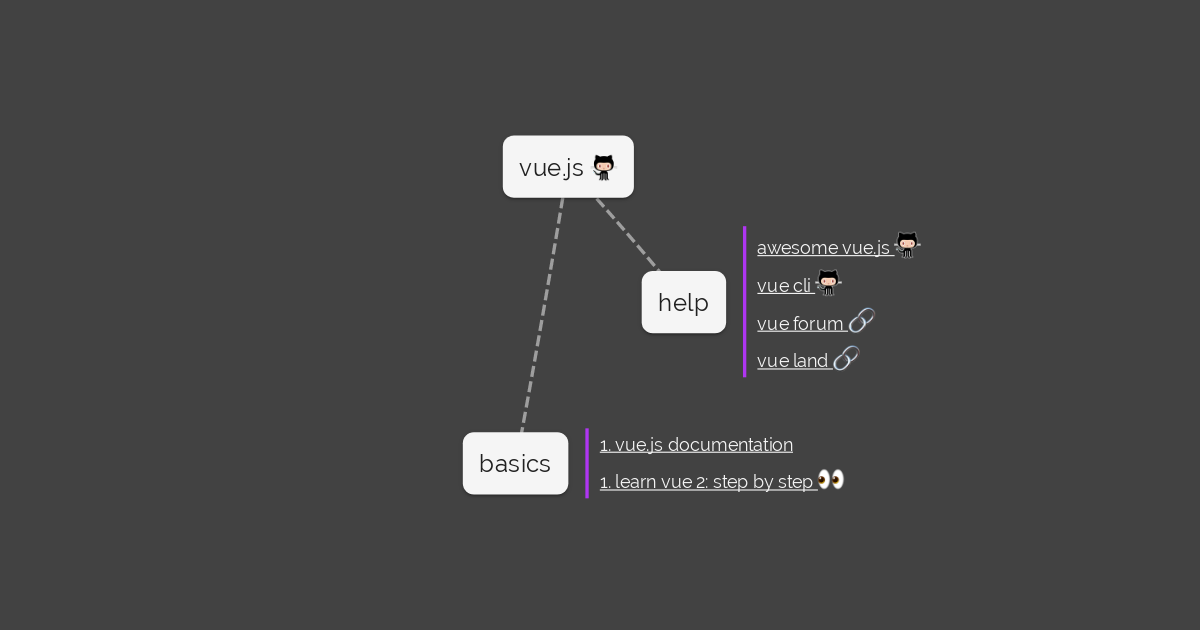 vue.js
help
awesome vue.js
vue cli
vue forum
vue land
basics
1. vue.js documentation
1. learn vue 2: step by step